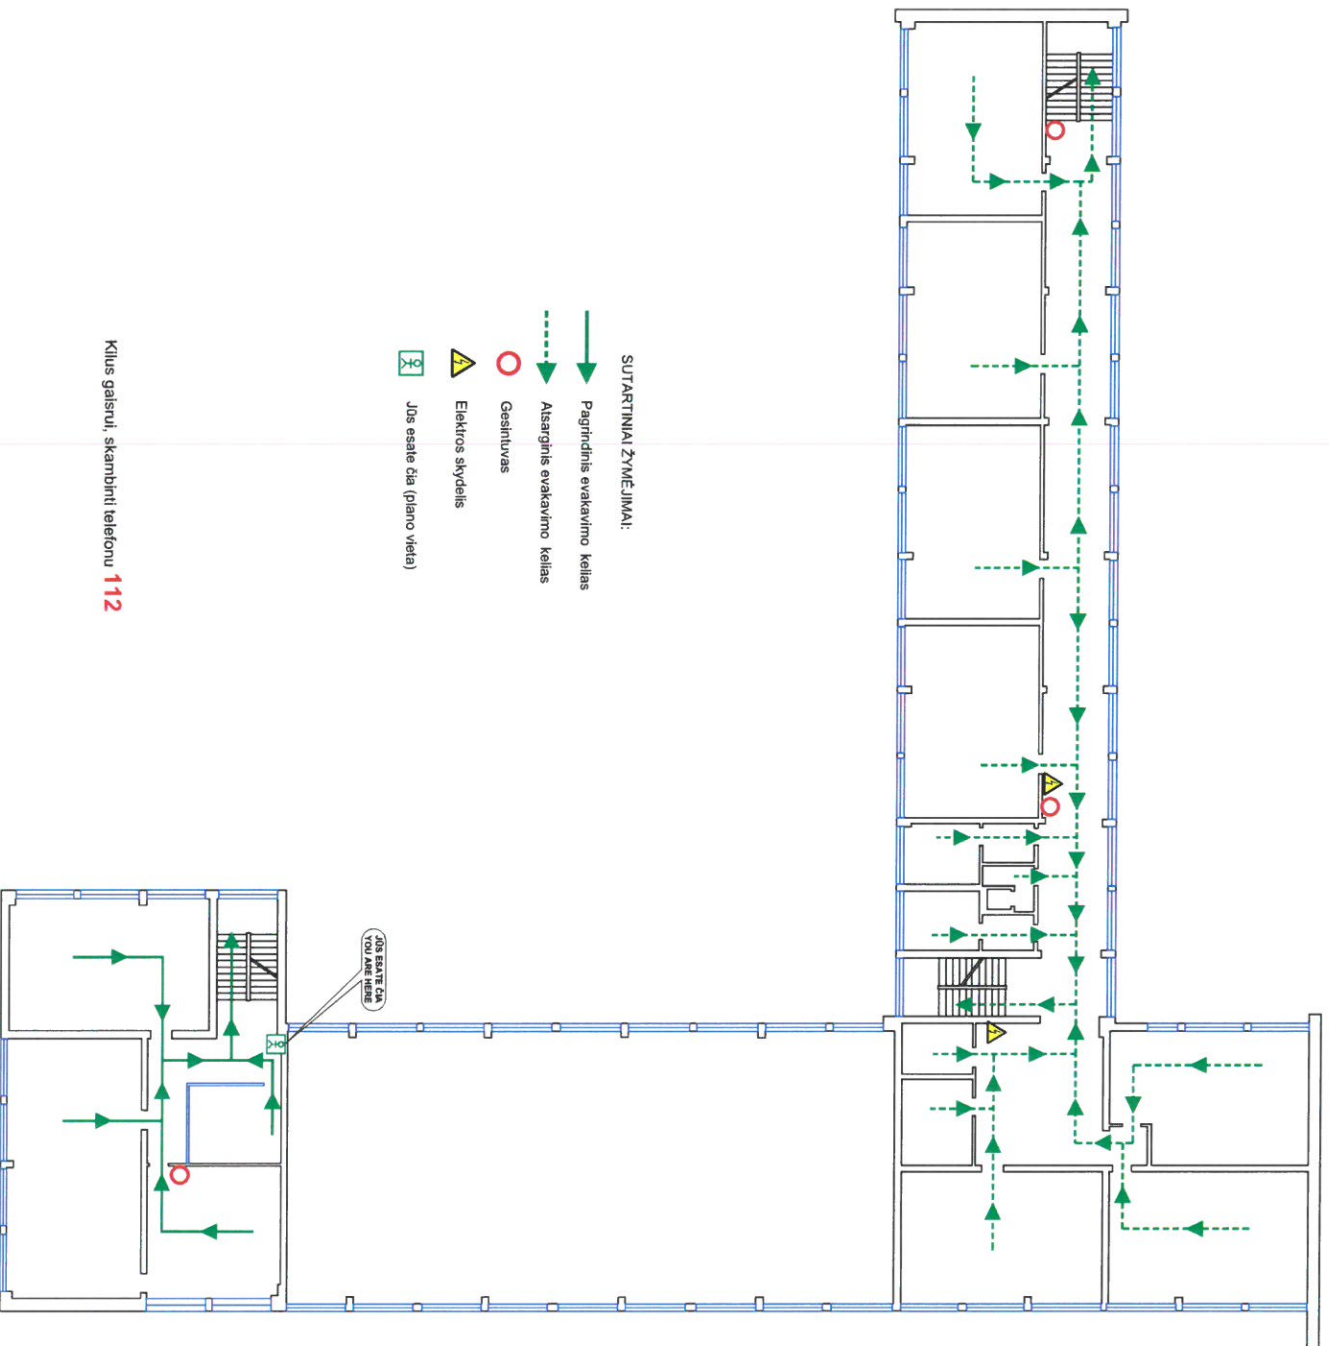 SUTARTINIAI ŽYMĖJIMAI:
Pagrindinis evakavimo kelias
Atsarginis evakavimo kelias
Gesintuvas
Elektros skydelis
Jūs esate čia (plano vieta)
Kilus gaisrui, skambinti telefonu 112
JŪS ESATE ČIA
YOU ARE HERE